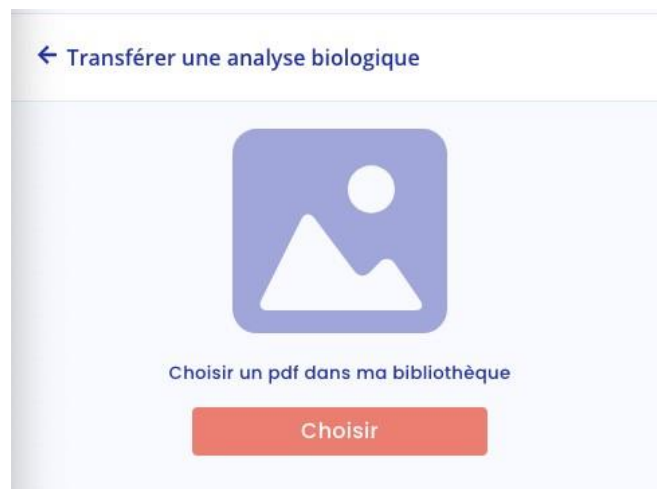 Transférer une analyse biologique
Choisir un pdf dans ma bibliothèque
Choisir